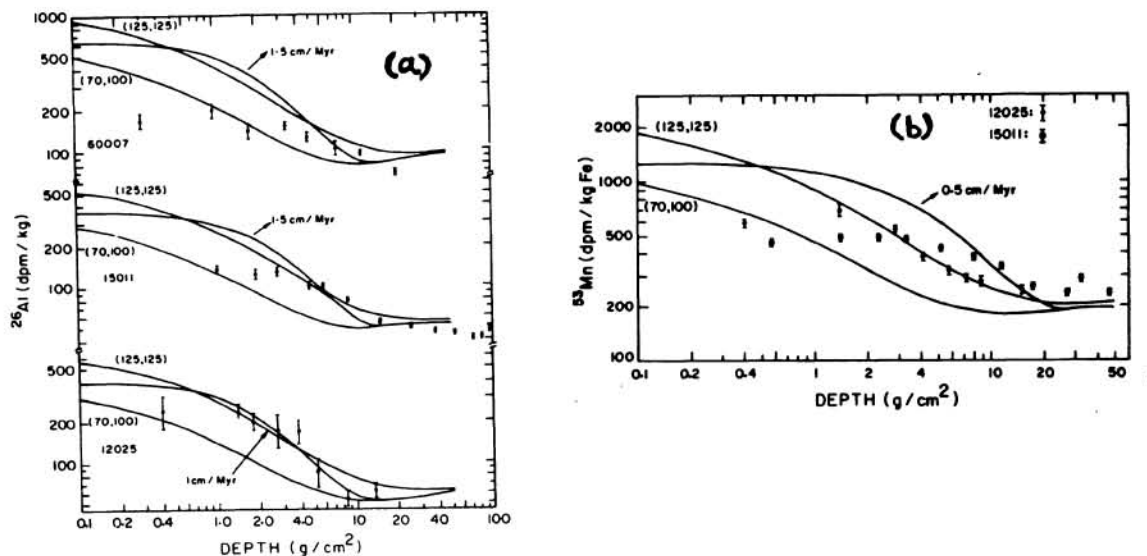 (a)
²⁶Al (dpm / kg)
1000
500
200
100
(125,125)
1·5 cm / Myr
(70,100)
60007
500
200
100
(125,125)
1·5 cm/Myr
(70,100)
15011
500
200
100
(125,125)
(70,100)
12025
1 cm / Myr
0.1 0.2 0.4 1.0 2.0 4.0 10 20 40 100
DEPTH (g/cm²)
(b)
12025:
15011:
⁵³Mn (dpm / kg Fe)
2000
1000
500
200
100
(125,125)
0·5 cm/Myr
(70,100)
0.1 0.2 0.4 1.0 2 4 10 20 50
DEPTH (g/cm²)